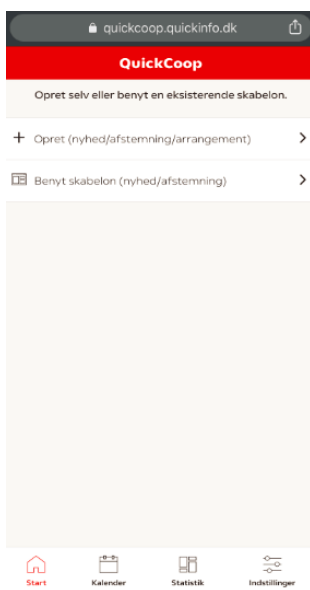 quickcoop.quickinfo.dk
QuickCoop
Opret selv eller benyt en eksisterende skabelon.
Opret (nyhed/afstemning/arrangement)
Benyt skabelon (nyhed/afstemning)
Start Kalender Statistik Indstillinger